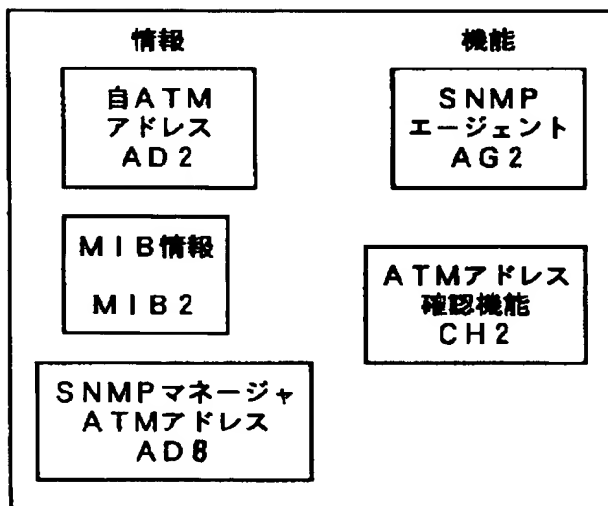 情報
自ATM
アドレス
AD2
MIB情報
MIB2
SNMPマネージャ
ATMアドレス
AD8
機能
SNMP
エージェント
AG2
ATMアドレス
確認機能
CH2